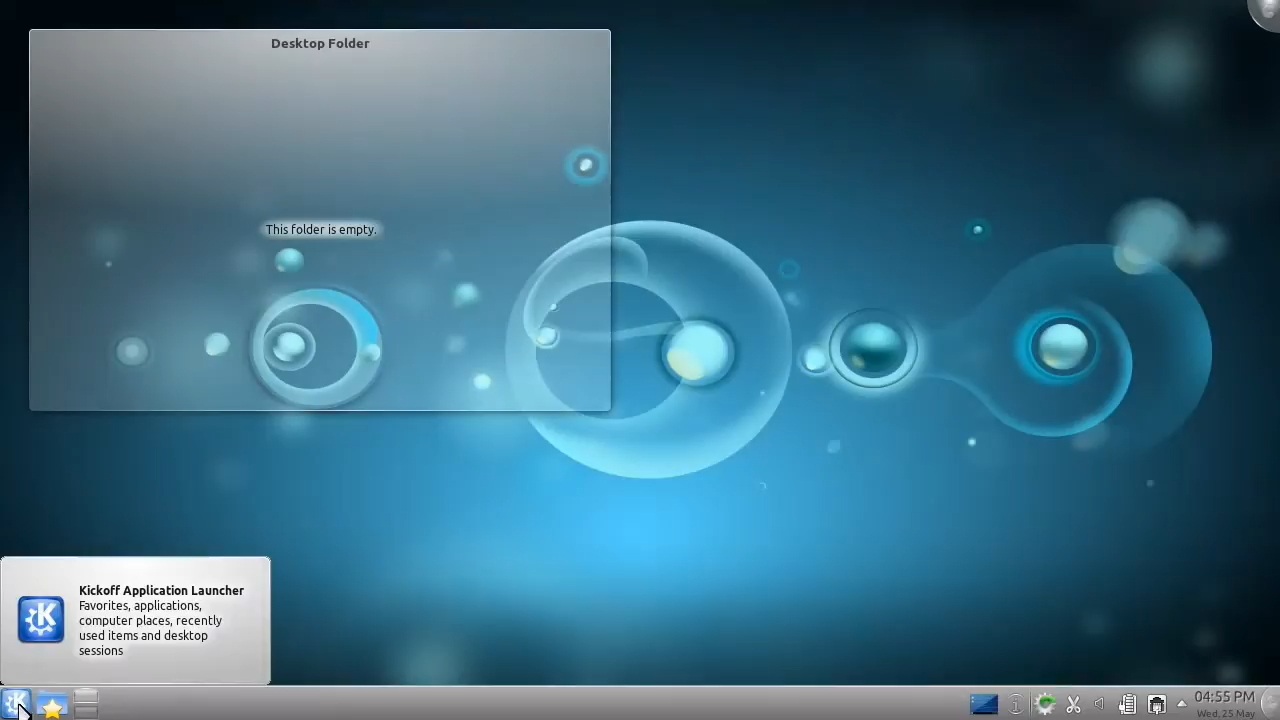 Desktop Folder
This folder is empty.
Kickoff Application Launcher
Favorites, applications,
computer places, recently
used items and desktop
sessions
04:55 PM
Wed, 25 May